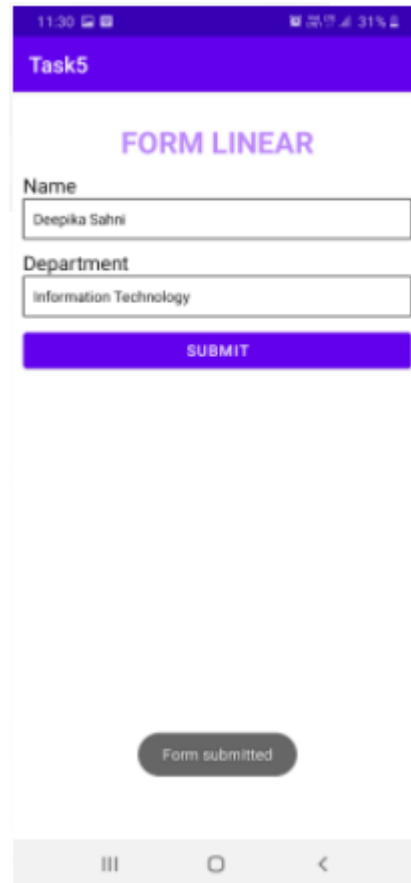 11:30
31%
Task5
FORM LINEAR
Name
Deepika Sahni
Department
Information Technology
SUBMIT
Form submitted